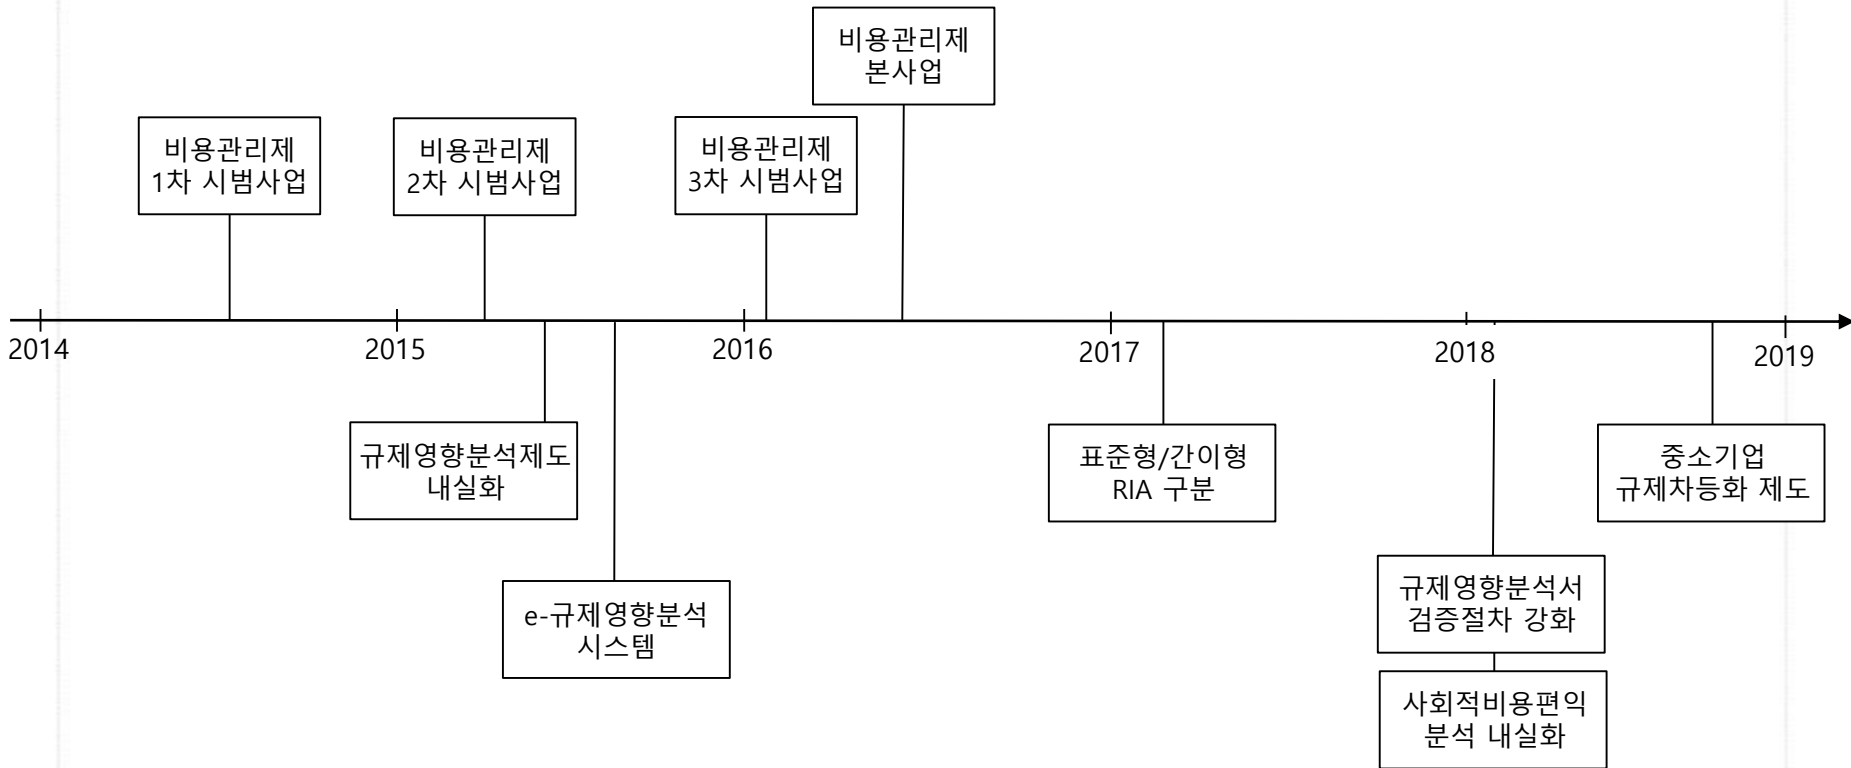 비용관리제
본사업
비용관리제
1차 시범사업
비용관리제
2차 시범사업
비용관리제
3차 시범사업
2014
2015
2016
2017
2018
2019
규제영향분석제도
내실화
표준형/간이형
RIA 구분
중소기업
규제차등화 제도
e-규제영향분석
시스템
규제영향분석서
검증절차 강화
사회적비용편익
분석 내실화